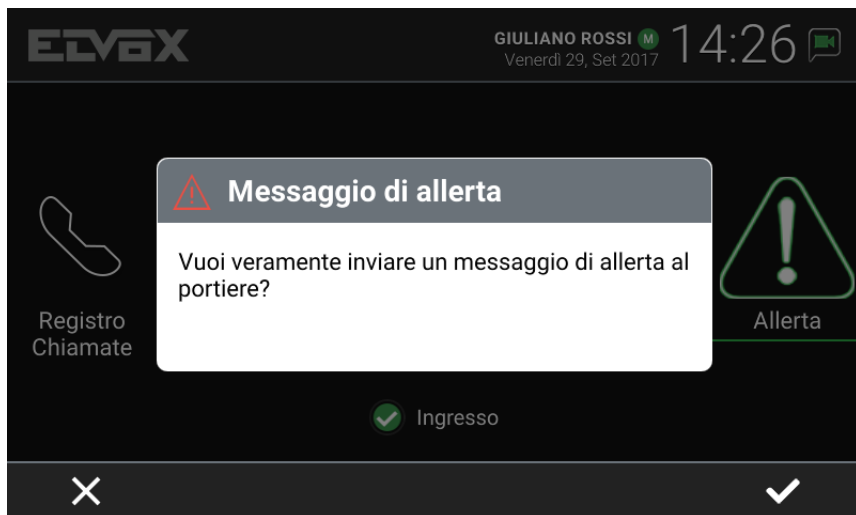 ELVOX
GIULIANO ROSSI M
Venerdì 29, Set 2017
14:26
Messaggio di allerta
Vuoi veramente inviare un messaggio di allerta al
portiere?
Registro
Chiamate
Allerta
Ingresso